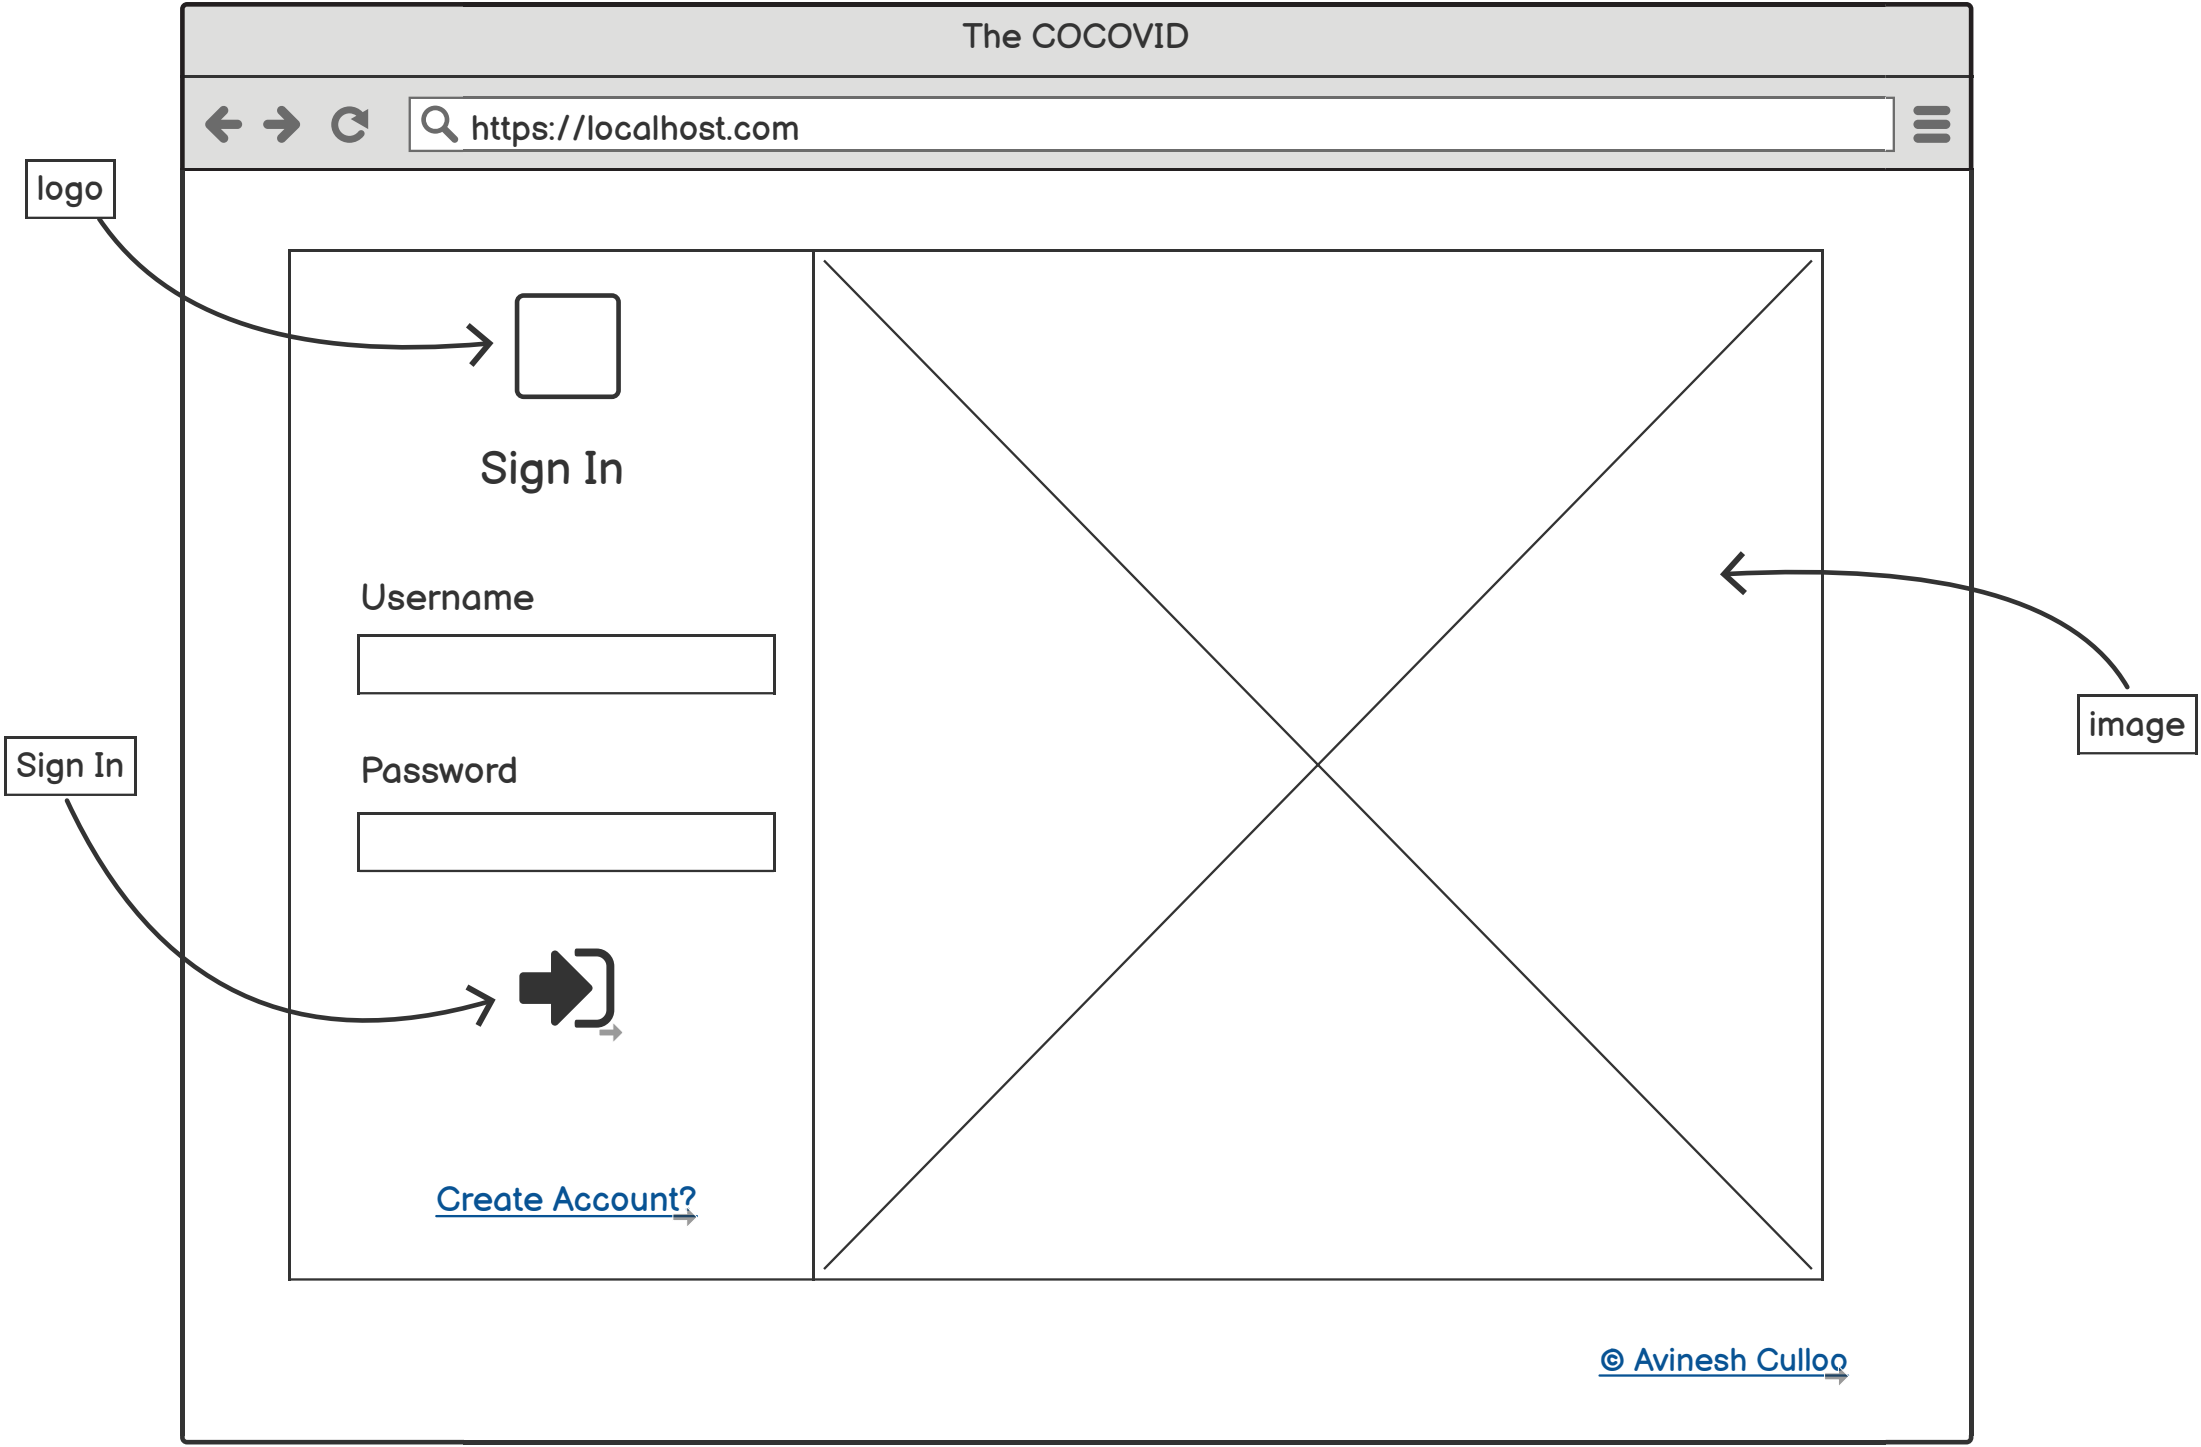 The COCOVID
https://localhost.com
logo
Sign In
Username
Password
Sign In
image
Create Account?
© Avinesh Culloo